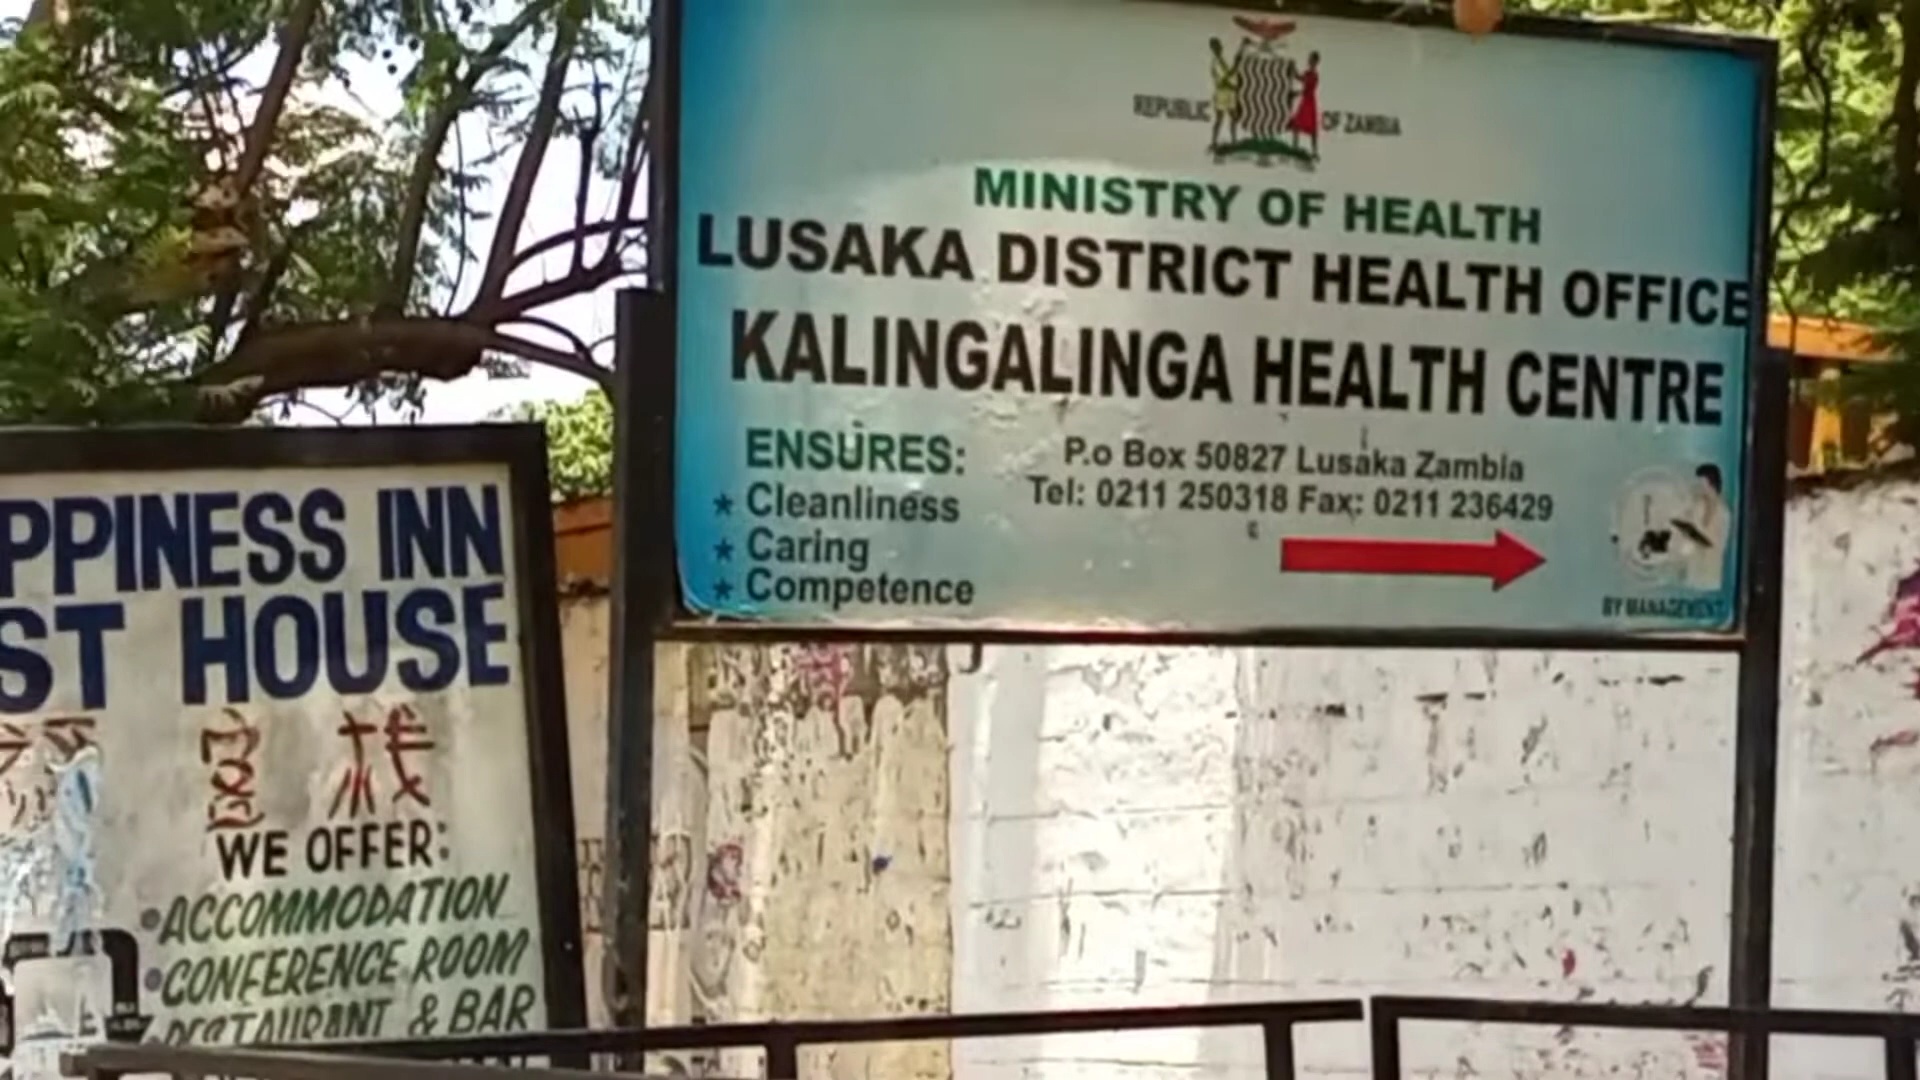 REPUBLIC OF ZAMBIA
MINISTRY OF HEALTH
LUSAKA DISTRICT HEALTH OFFICE
KALINGALINGA HEALTH CENTRE
ENSURES:
* Cleanliness
* Caring
* Competence
P.o Box 50827 Lusaka Zambia
Tel: 0211 250318 Fax: 0211 236429
BY MANAGEMENT
PPINESS INN
ST HOUSE
WE OFFER:
•ACCOMMODATION
•CONFERENCE ROOM
RESTAURANT & BAR